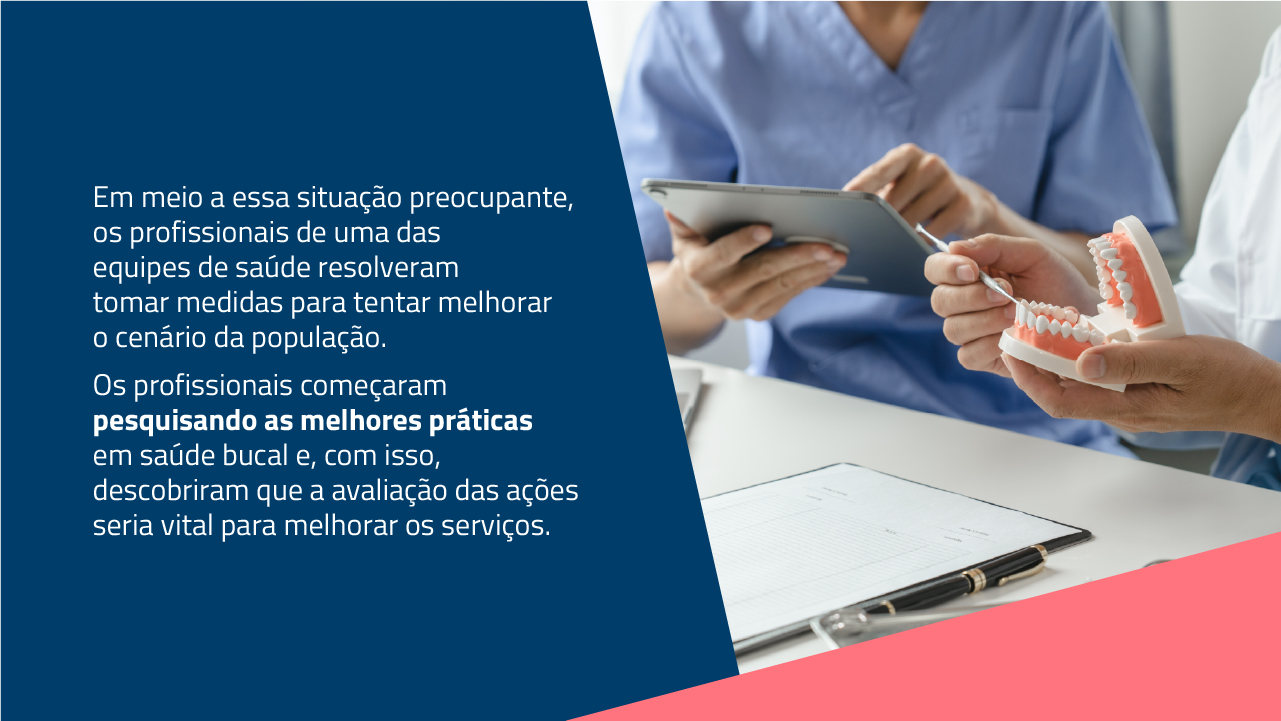 Em meio a essa situação preocupante,
os profissionais de uma das
equipes de saúde resolveram
tomar medidas para tentar melhorar
o cenário da população.
Os profissionais começaram
pesquisando as melhores práticas
em saúde bucal e, com isso,
descobriram que a avaliação das ações
seria vital para melhorar os serviços.